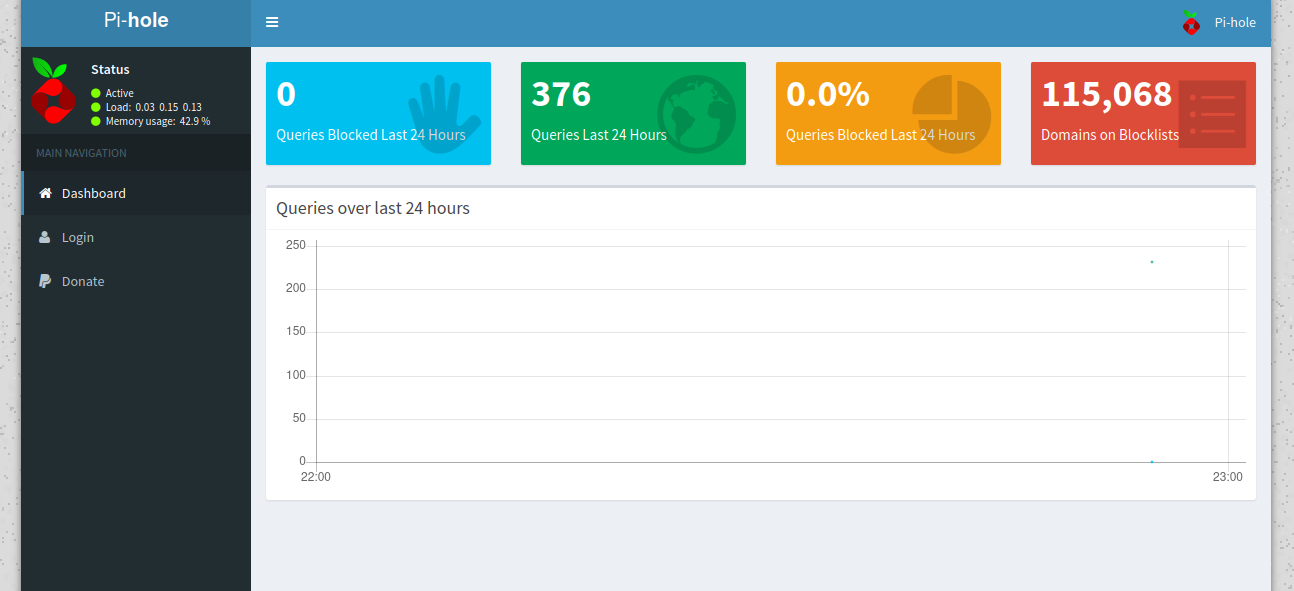 Pi-hole
Pi-hole
Status
Active
Load: 0.03 0.15 0.13
Memory usage: 42.9 %
MAIN NAVIGATION
Dashboard
Login
Donate
0
Queries Blocked Last 24 Hours
376
Queries Last 24 Hours
0.0%
Queries Blocked Last 24 Hours
115,068
Domains on Blocklists
Queries over last 24 hours
250
200
150
100
50
0
22:00
23:00